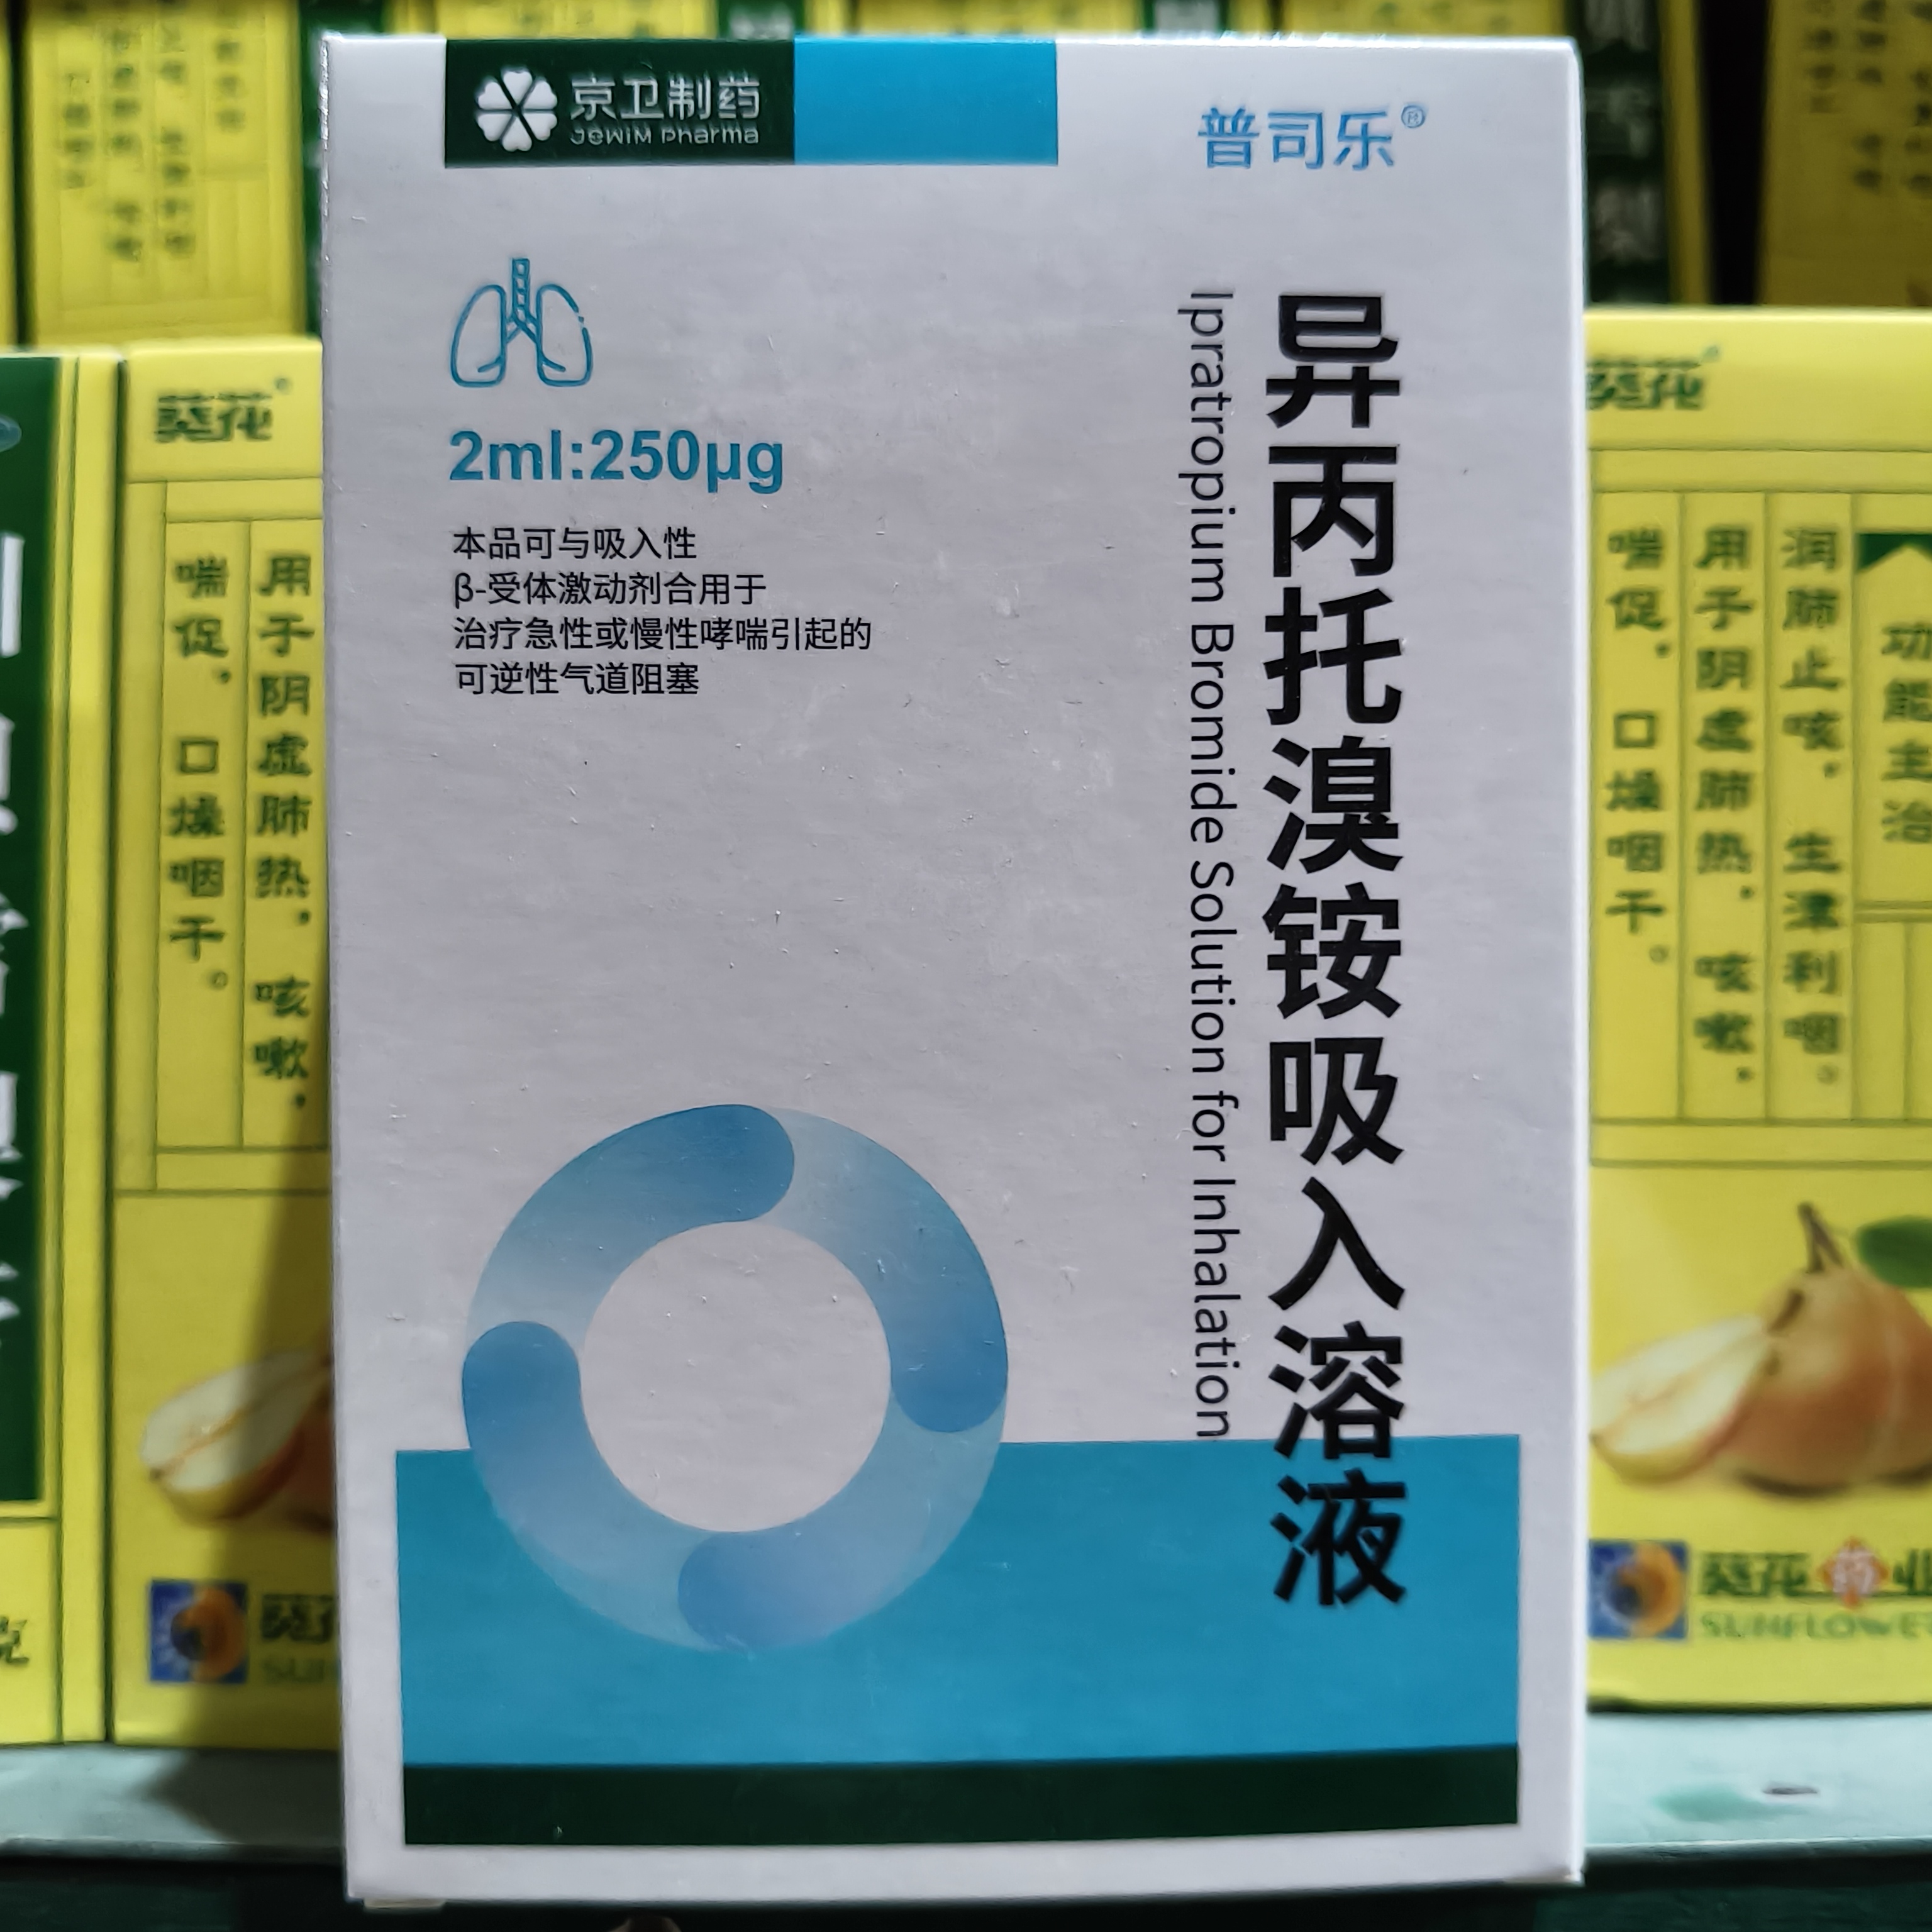 京卫制药
JEWIM Pharma
普司乐®
2ml:250μg
本品可与吸入性
β-受体激动剂合用于
治疗急性或慢性哮喘引起的
可逆性气道阻塞
异丙托溴铵吸入溶液
Ipratropium Bromide Solution for Inhalation
葵花
用于阴虚肺热，咳嗽，
喘促，口燥咽干。
葵花
功能主治
润肺止咳，生津利咽。
用于阴虚肺热，咳嗽，
喘促，口燥咽干。
葵花药业
SUNFLOWE
克